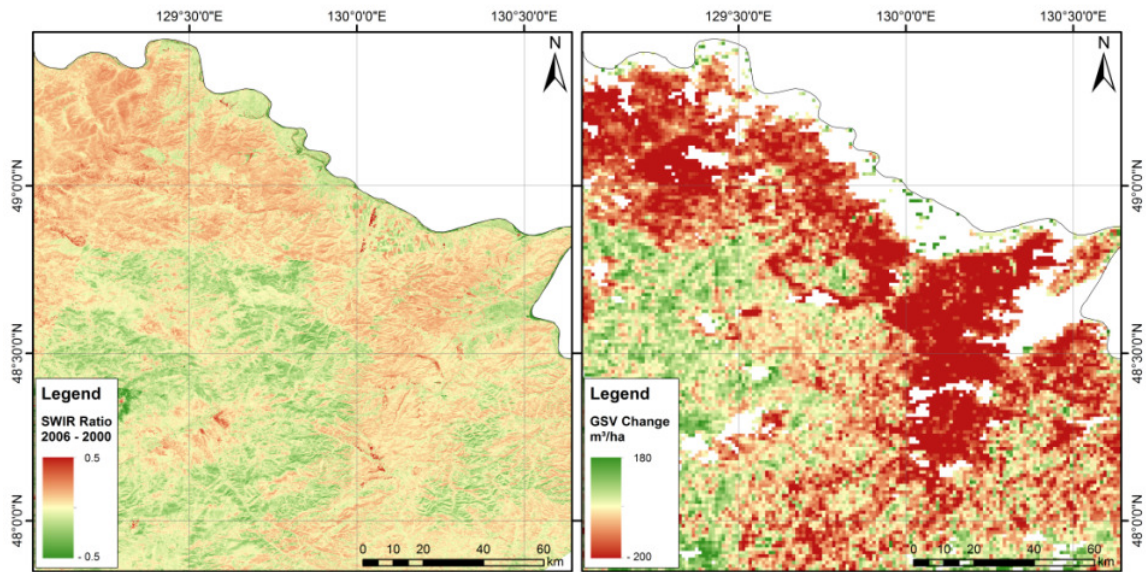 129°30'0"E 130°0'0"E 130°30'0"E
N
49°0'0"N
48°30'0"N
48°0'0"N
Legend
SWIR Ratio
2006 - 2000
0.5
- 0.5
0 10 20 40 60
km
129°30'0"E 130°0'0"E 130°30'0"E
N
49°0'0"N
48°30'0"N
48°0'0"N
Legend
GSV Change
m³/ha
180
- 200
0 10 20 40 60
km